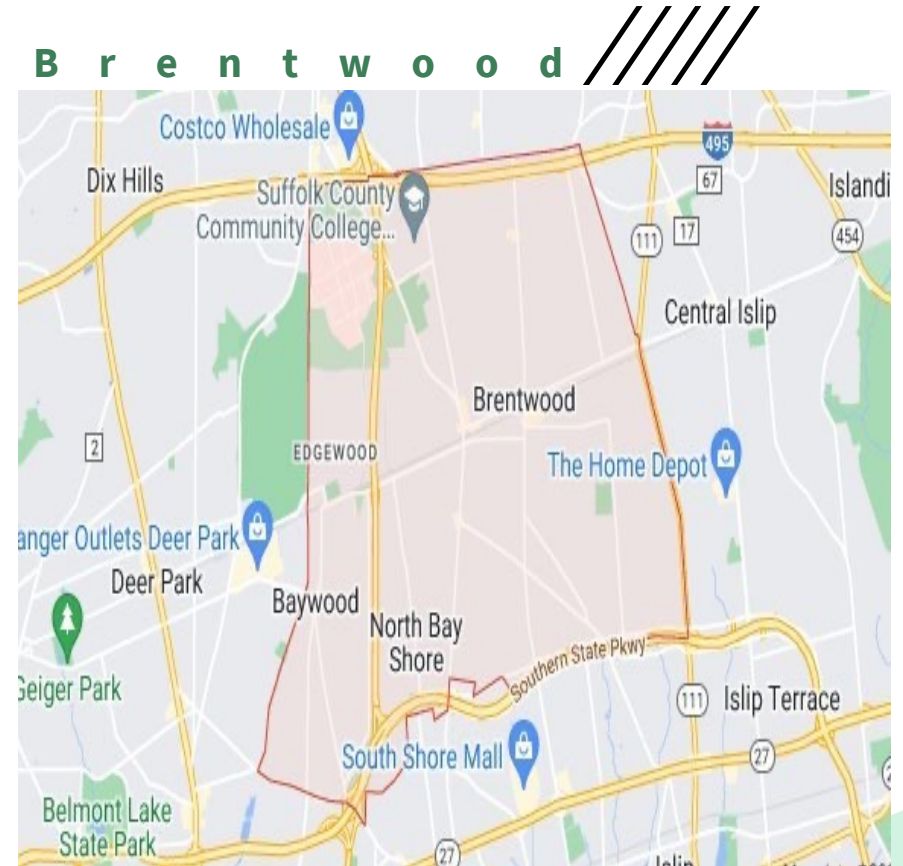 Brentwood
Costco Wholesale
495
Dix Hills
67
Islandi
Suffolk County
Community College...
17
111
454
Central Islip
Brentwood
2
EDGEWOOD
The Home Depot
anger Outlets Deer Park
Deer Park
Baywood
North Bay
Shore
Southern State Pkwy
Geiger Park
111
Islip Terrace
South Shore Mall
27
Belmont Lake
State Park
27
Islip